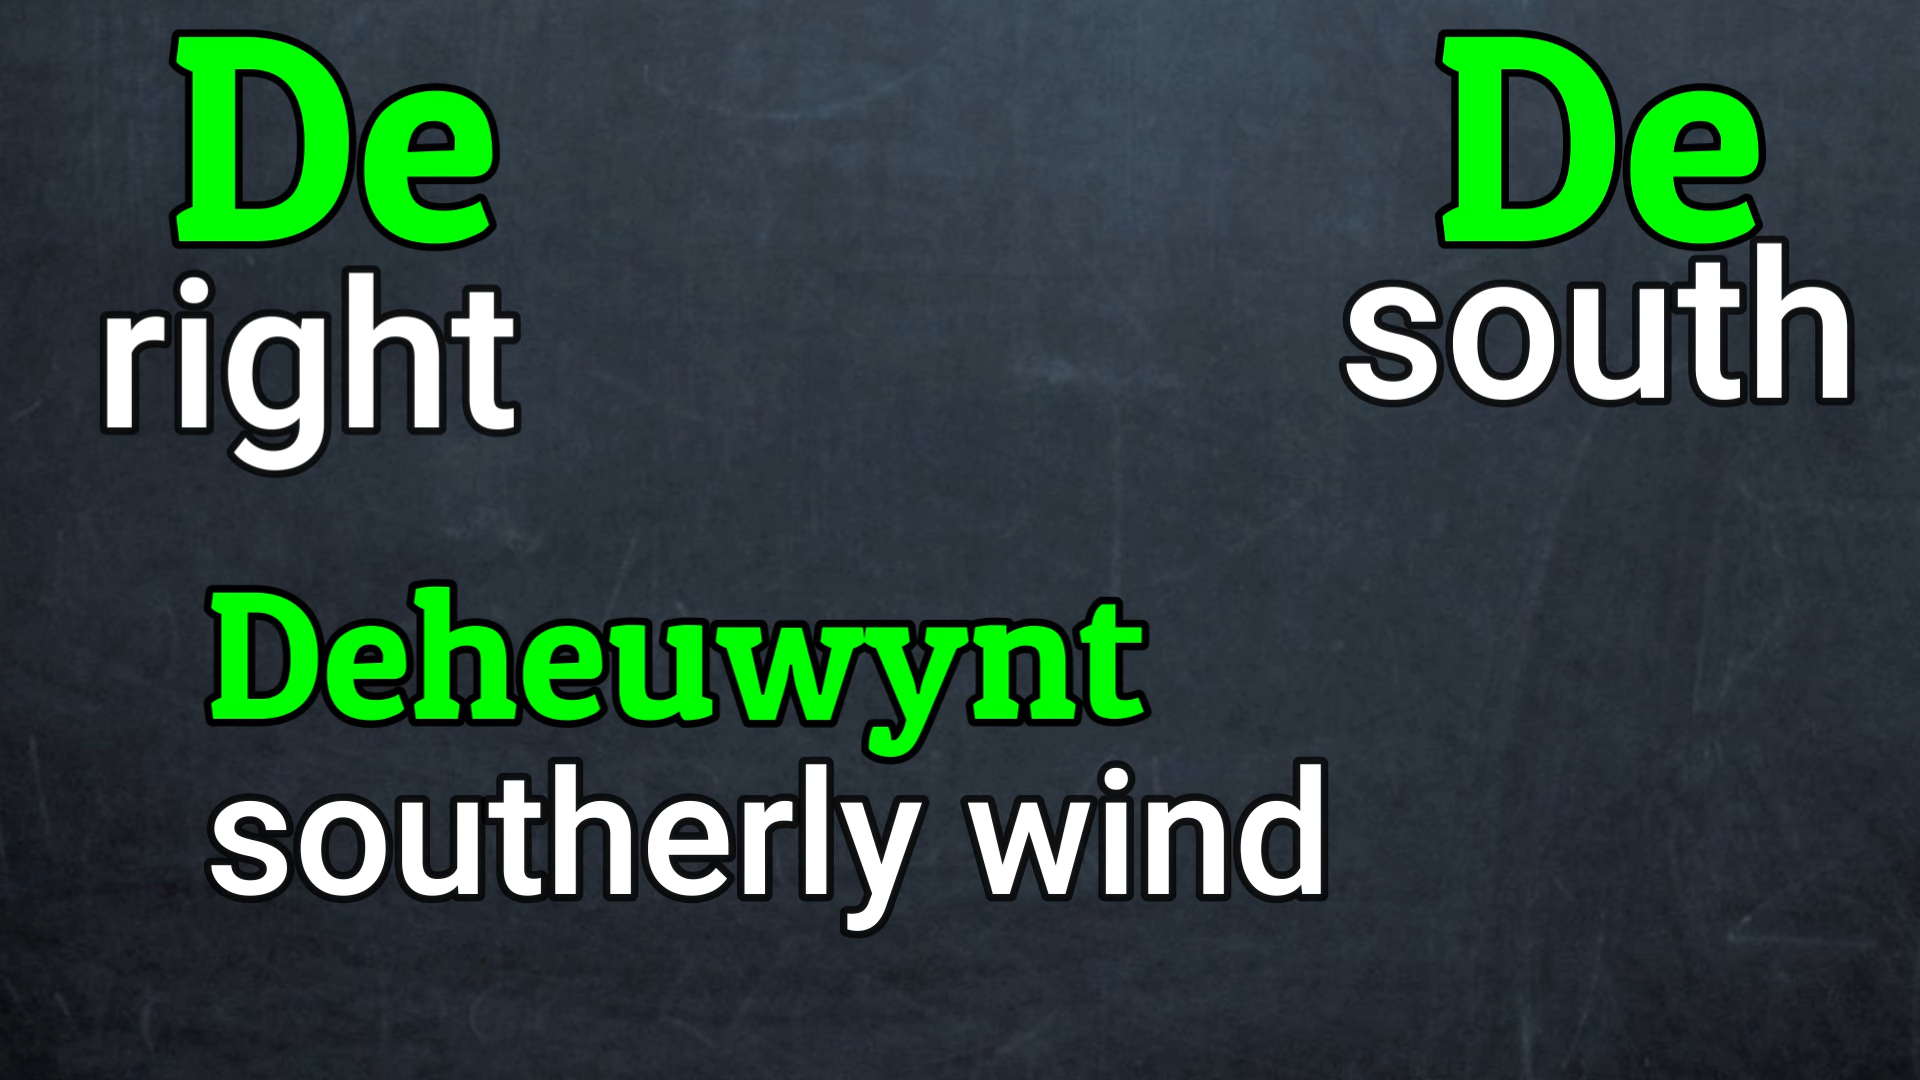 De
right
De
south
Deheuwynt
southerly wind